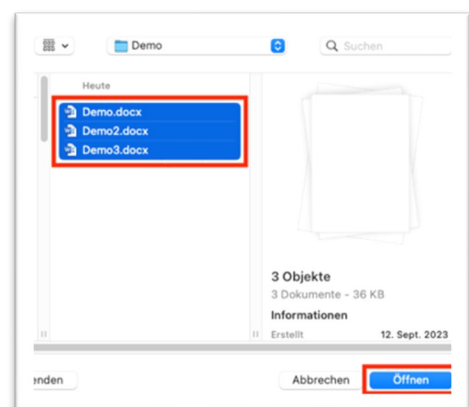 Demo
Suchen
Heute
Demo.docx
Demo2.docx
Demo3.docx
3 Objekte
3 Dokumente – 36 KB
Informationen
Erstellt 12. Sept. 2023
enden
Abbrechen
Öffnen